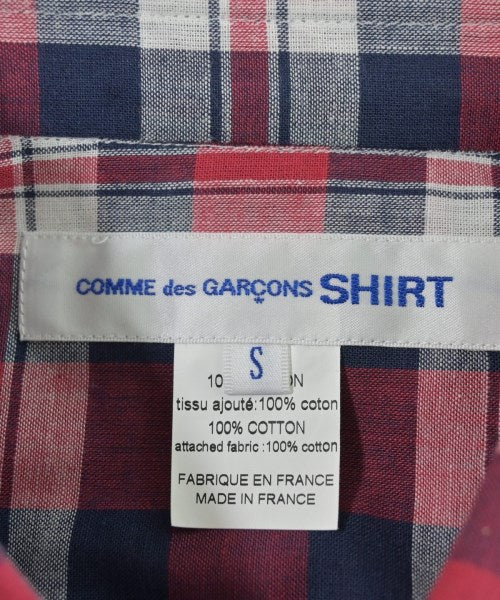 COMME des GARÇONS SHIRT
S
tissu ajouté:100% coton
100% COTTON
attached fabric:100% cotton
FABRIQUE EN FRANCE
MADE IN FRANCE